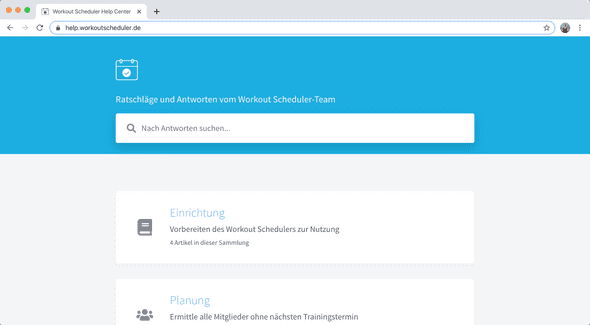 Workout Scheduler Help Center
help.workoutscheduler.de
Ratschläge und Antworten vom Workout Scheduler-Team
Nach Antworten suchen...
Einrichtung
Vorbereiten des Workout Schedulers zur Nutzung
4 Artikel in dieser Sammlung
Planung
Ermittle alle Mitglieder ohne nächsten Trainingstermin